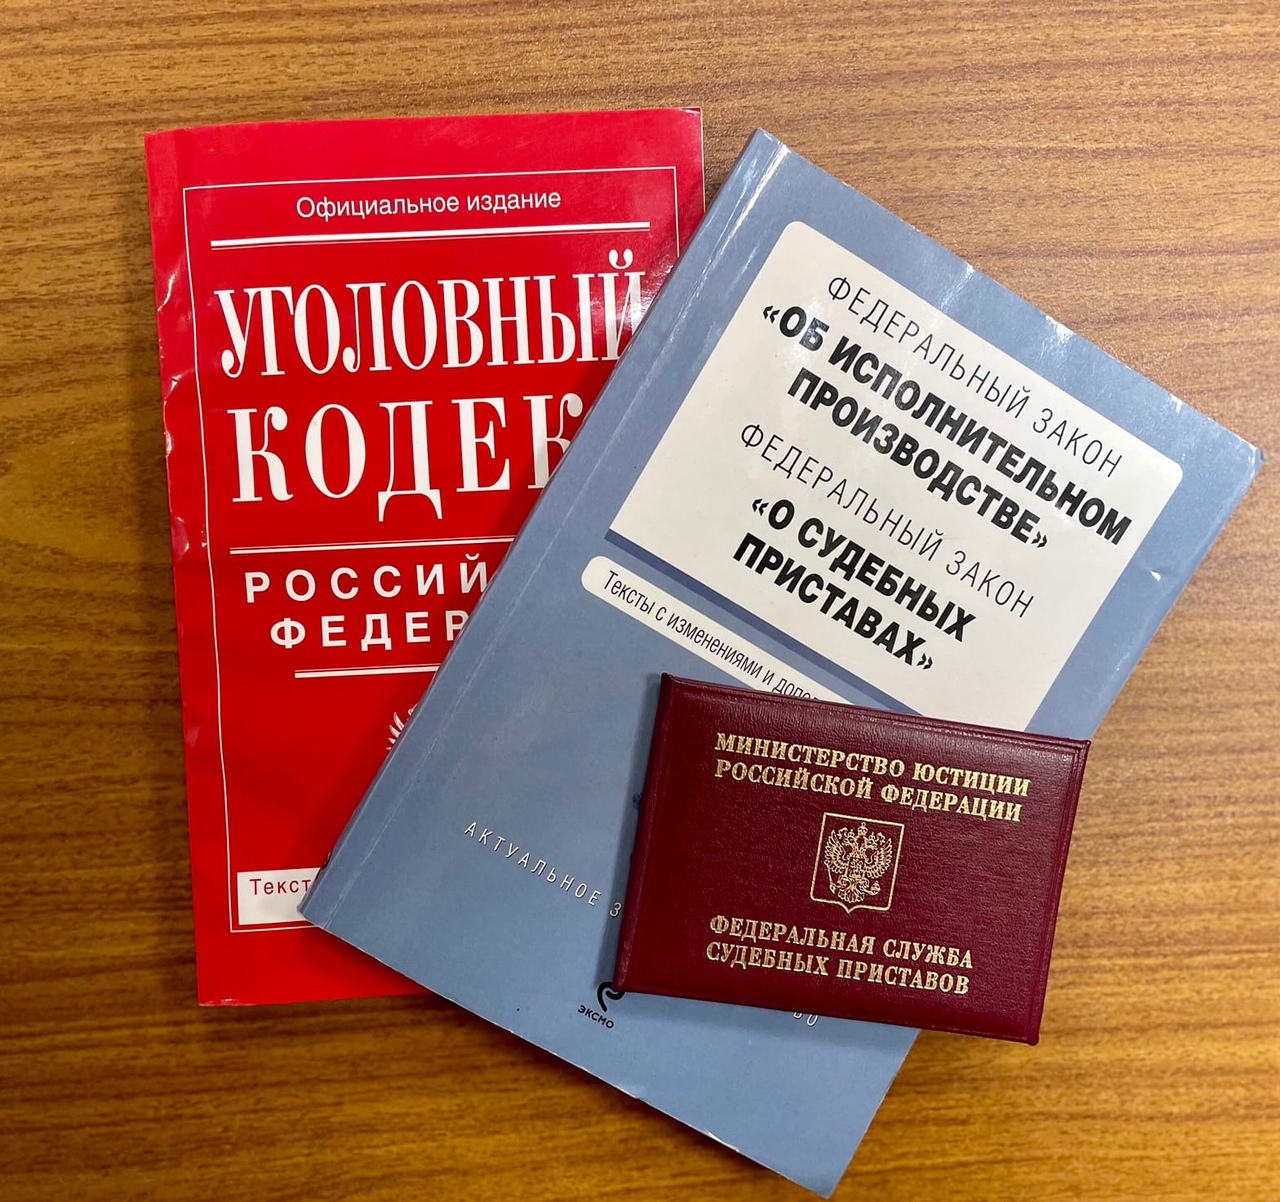 Официальное издание
УГОЛОВНЫЙ
КОДЕК
РОССИЙ
ФЕДЕР
Текст
ФЕДЕРАЛЬНЫЙ ЗАКОН
«ОБ ИСПОЛНИТЕЛЬНОМ
ПРОИЗВОДСТВЕ»
ФЕДЕРАЛЬНЫЙ ЗАКОН
«О СУДЕБНЫХ
ПРИСТАВАХ»
Тексты с изменениями и допол
АКТУАЛЬНОЕ З
ЭКСМО
МИНИСТЕРСТВО ЮСТИЦИИ
РОССИЙСКОЙ ФЕДЕРАЦИИ
ФЕДЕРАЛЬНАЯ СЛУЖБА
СУДЕБНЫХ ПРИСТАВОВ